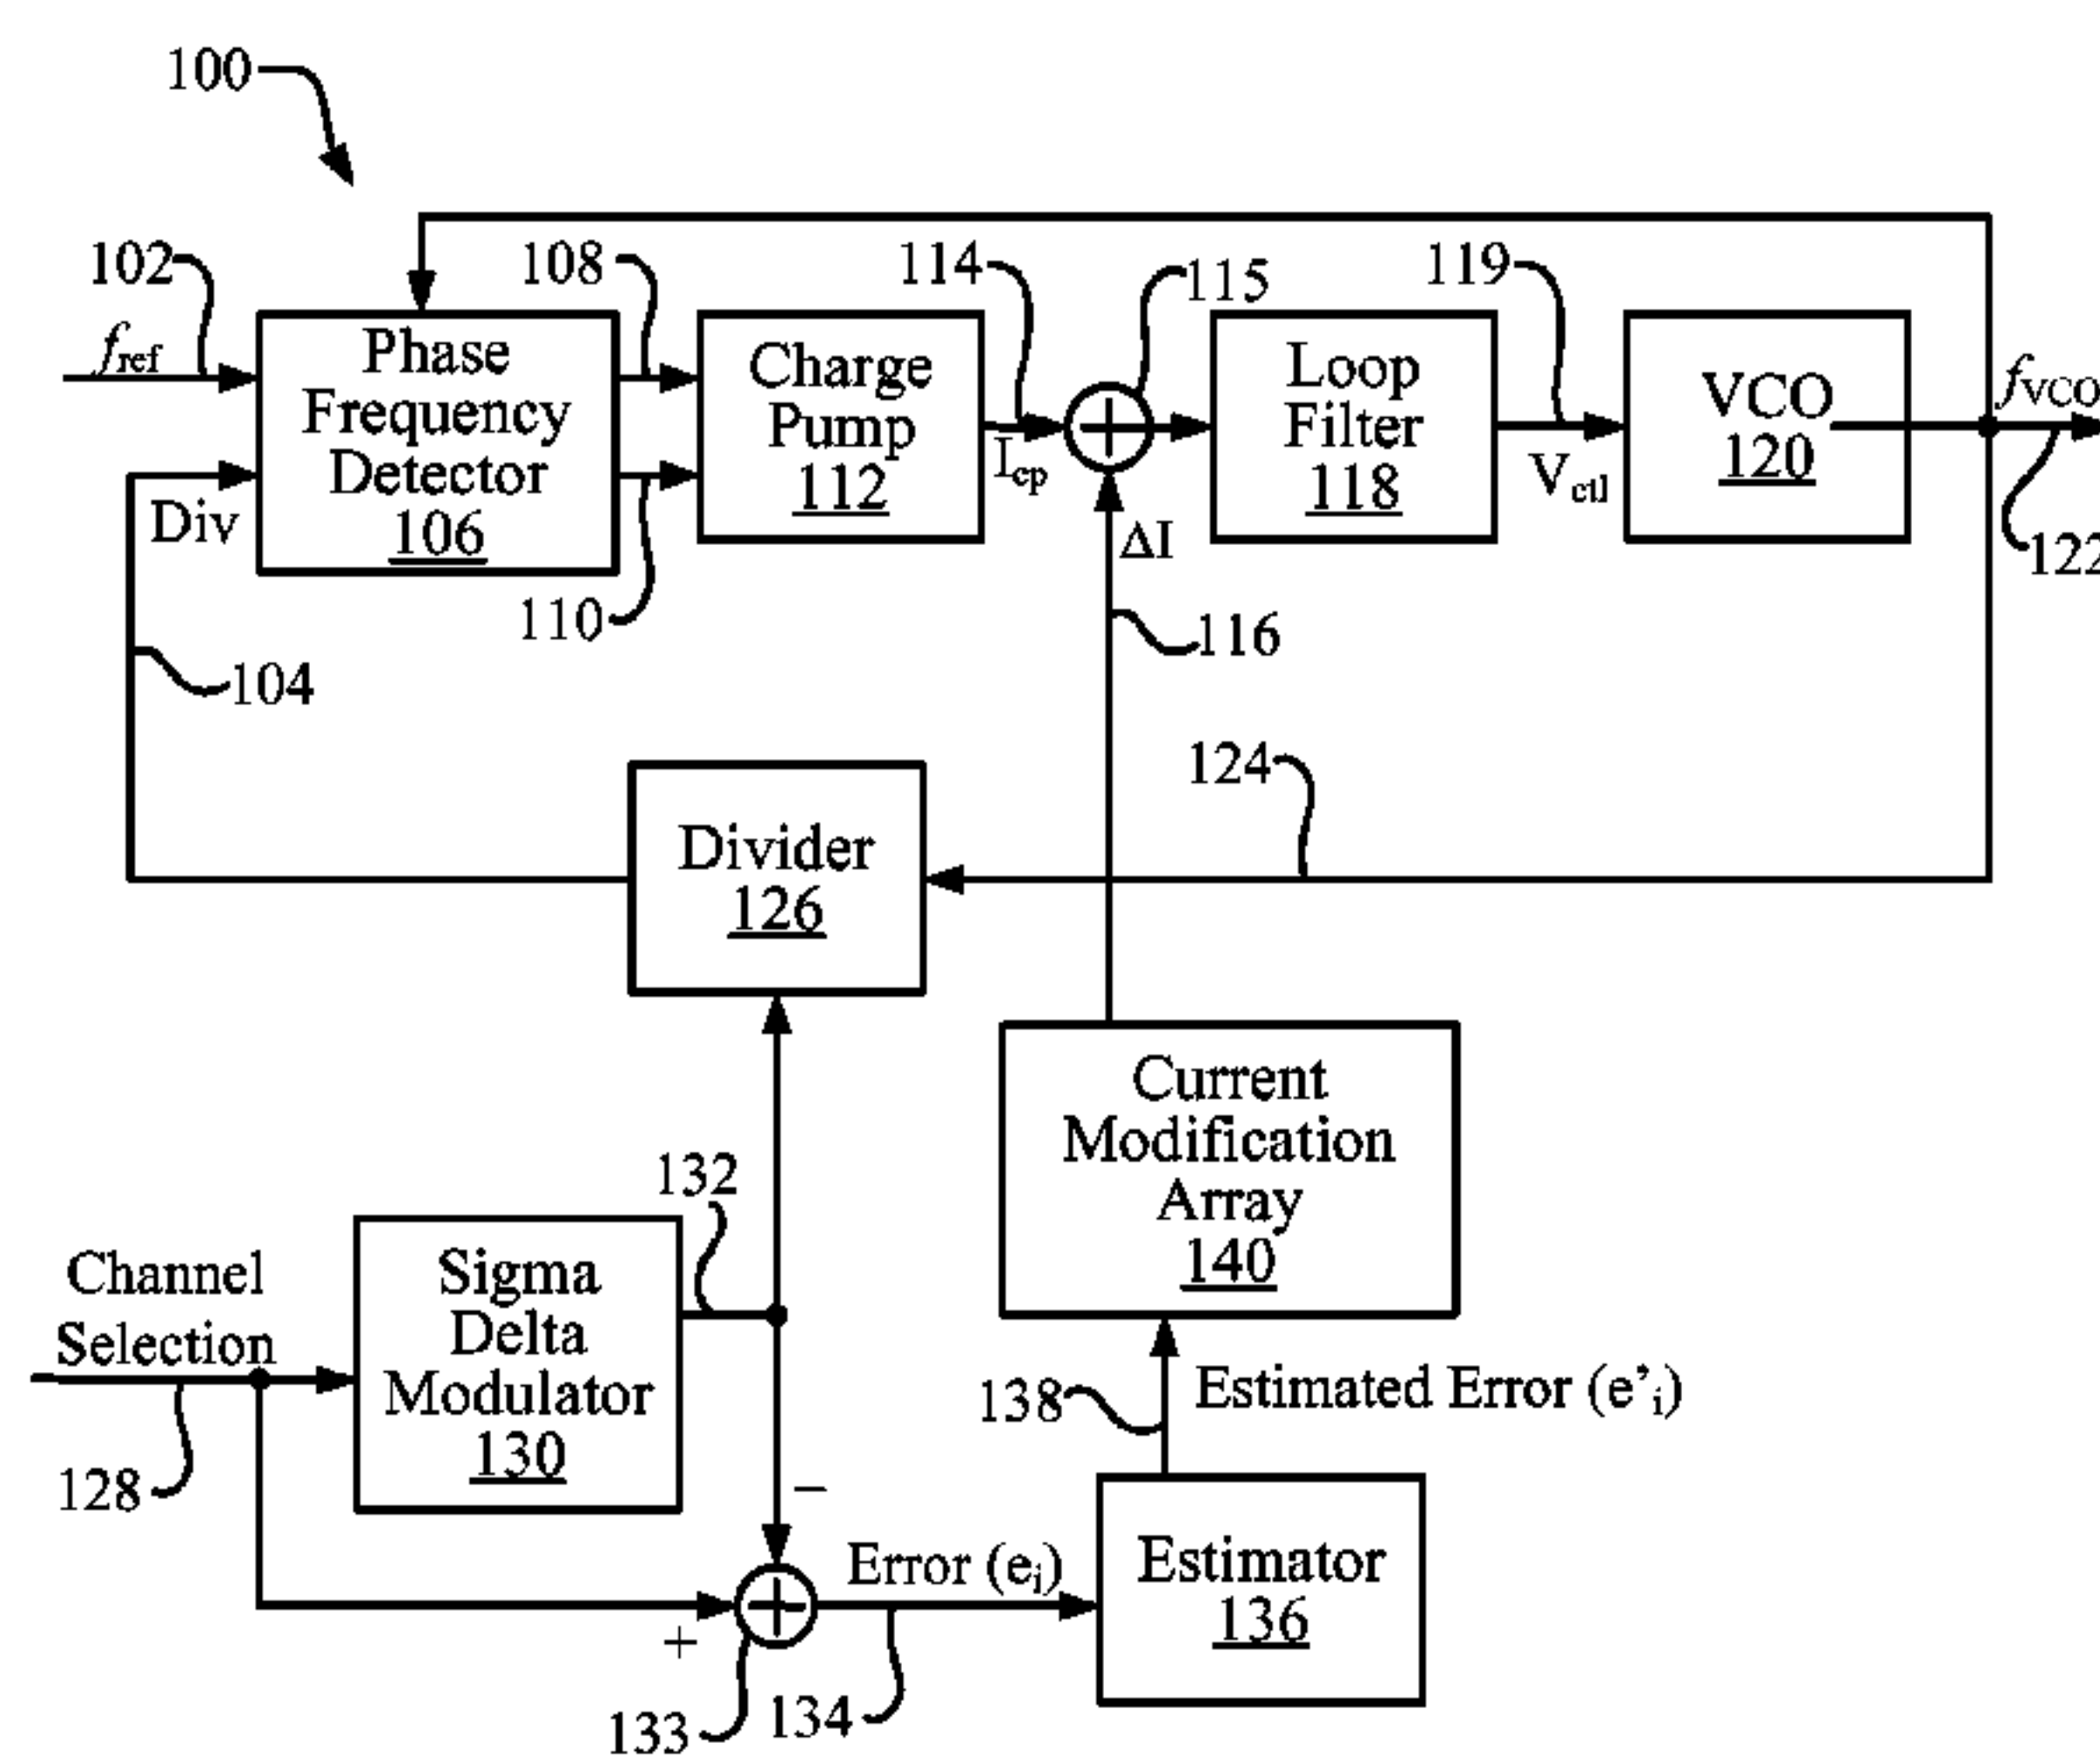 100
102
108
114
115
119
f_ref
Phase
Frequency
Detector
106
Charge
Pump
112
I_cp
Loop
Filter
118
V_ctl
VCO
120
f_VCO
122
Div
110
ΔI
116
104
124
Divider
126
Current
Modification
Array
140
132
Channel
Selection
Sigma
Delta
Modulator
130
138
Estimated Error (e’_i)
128
−
+
Error (e_i)
Estimator
136
133
134